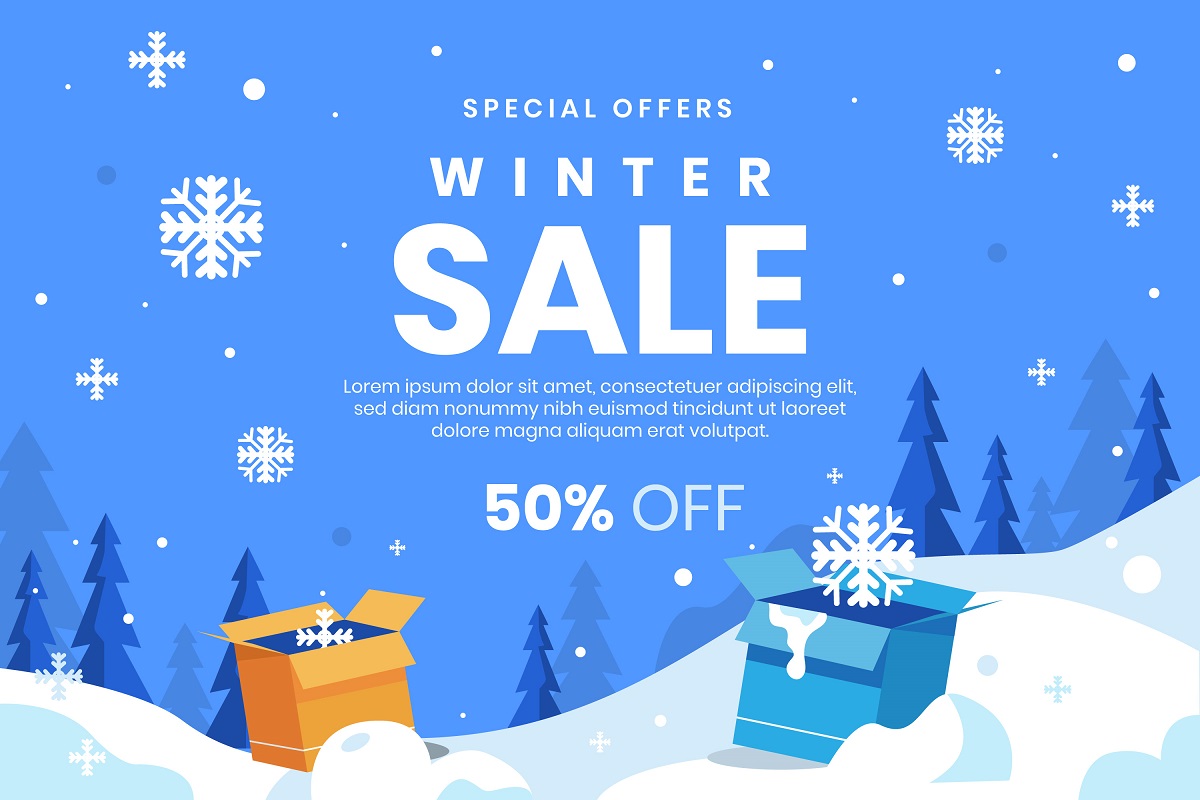 SPECIAL OFFERS
WINTER
SALE
Lorem ipsum dolor sit amet, consectetuer adipiscing elit,
sed diam nonummy nibh euismod tincidunt ut laoreet
dolore magna aliquam erat volutpat.
50% OFF